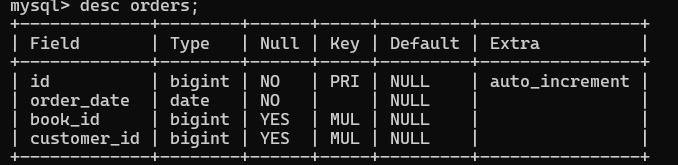 mysql> desc orders;
+-------------+--------+------+-----+---------+----------------+
| Field       | Type   | Null | Key | Default | Extra          |
+-------------+--------+------+-----+---------+----------------+
| id          | bigint | NO   | PRI | NULL    | auto_increment |
| order_date  | date   | NO   |     | NULL    |                |
| book_id     | bigint | YES  | MUL | NULL    |                |
| customer_id | bigint | YES  | MUL | NULL    |                |
+-------------+--------+------+-----+---------+----------------+